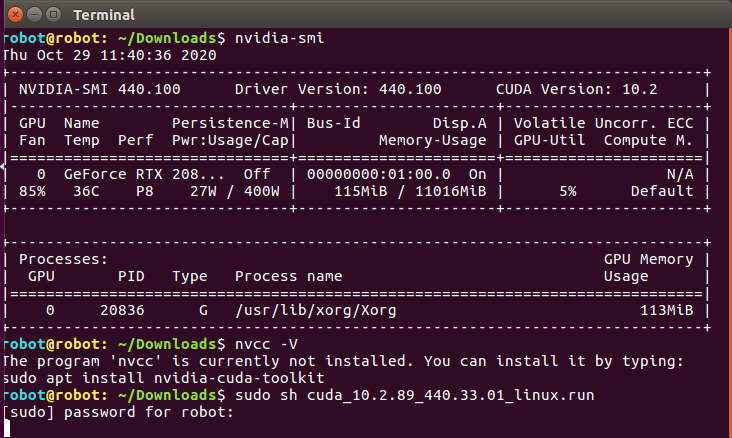 Terminal
robot@robot: ~/Downloads$ nvidia-smi
Thu Oct 29 11:40:36 2020
+-----------------------------------------------------------------------------+
| NVIDIA-SMI 440.100      Driver Version: 440.100      CUDA Version: 10.2     |
|-------------------------------+----------------------+----------------------+
| GPU  Name        Persistence-M| Bus-Id        Disp.A | Volatile Uncorr. ECC |
| Fan  Temp  Perf  Pwr:Usage/Cap|         Memory-Usage | GPU-Util  Compute M. |
|===============================+======================+======================|
|   0  GeForce RTX 208...  Off  | 00000000:01:00.0  On |                  N/A |
| 85%   36C    P8    27W / 400W |    115MiB / 11016MiB |      5%      Default |
+-------------------------------+----------------------+----------------------+
+-----------------------------------------------------------------------------+
| Processes:                                                       GPU Memory |
|  GPU       PID   Type   Process name                             Usage      |
|=============================================================================|
|    0     20836      G   /usr/lib/xorg/Xorg                           113MiB |
+-----------------------------------------------------------------------------+
robot@robot: ~/Downloads$ nvcc -V
The program 'nvcc' is currently not installed. You can install it by typing:
sudo apt install nvidia-cuda-toolkit
robot@robot: ~/Downloads$ sudo sh cuda_10.2.89_440.33.01_linux.run
[sudo] password for robot: